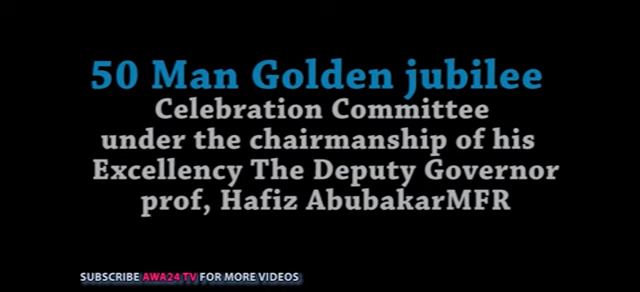 50 Man Golden jubilee
Celebration Committee
under the chairmanship of his
Excellency The Deputy Governor
prof, Hafiz AbubakarMFR
SUBSCRIBE AWA24 TV FOR MORE VIDEOS